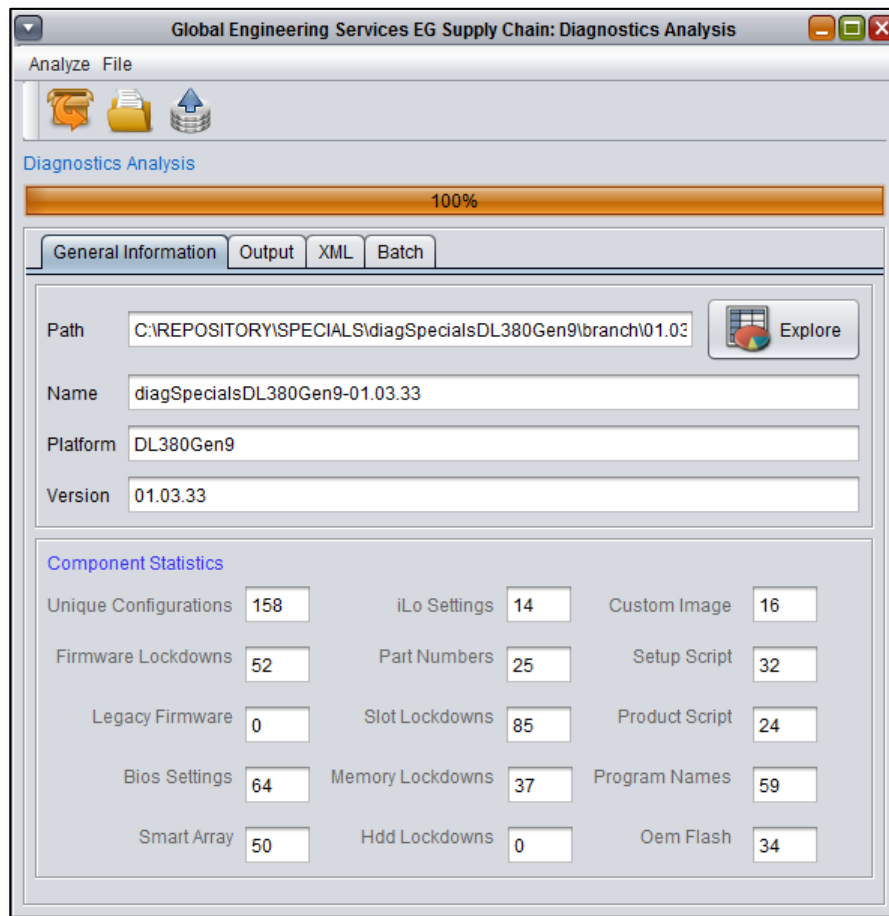 Global Engineering Services EG Supply Chain: Diagnostics Analysis
Analyze File
Diagnostics Analysis
100%
General Information Output XML Batch
Path C:\REPOSITORY\SPECIALS\diagSpecialsDL380Gen9\branch\01.03 Explore
Name diagSpecialsDL380Gen9-01.03.33
Platform DL380Gen9
Version 01.03.33
Component Statistics
Unique Configurations 158 iLo Settings 14 Custom Image 16
Firmware Lockdowns 52 Part Numbers 25 Setup Script 32
Legacy Firmware 0 Slot Lockdowns 85 Product Script 24
Bios Settings 64 Memory Lockdowns 37 Program Names 59
Smart Array 50 Hdd Lockdowns 0 Oem Flash 34